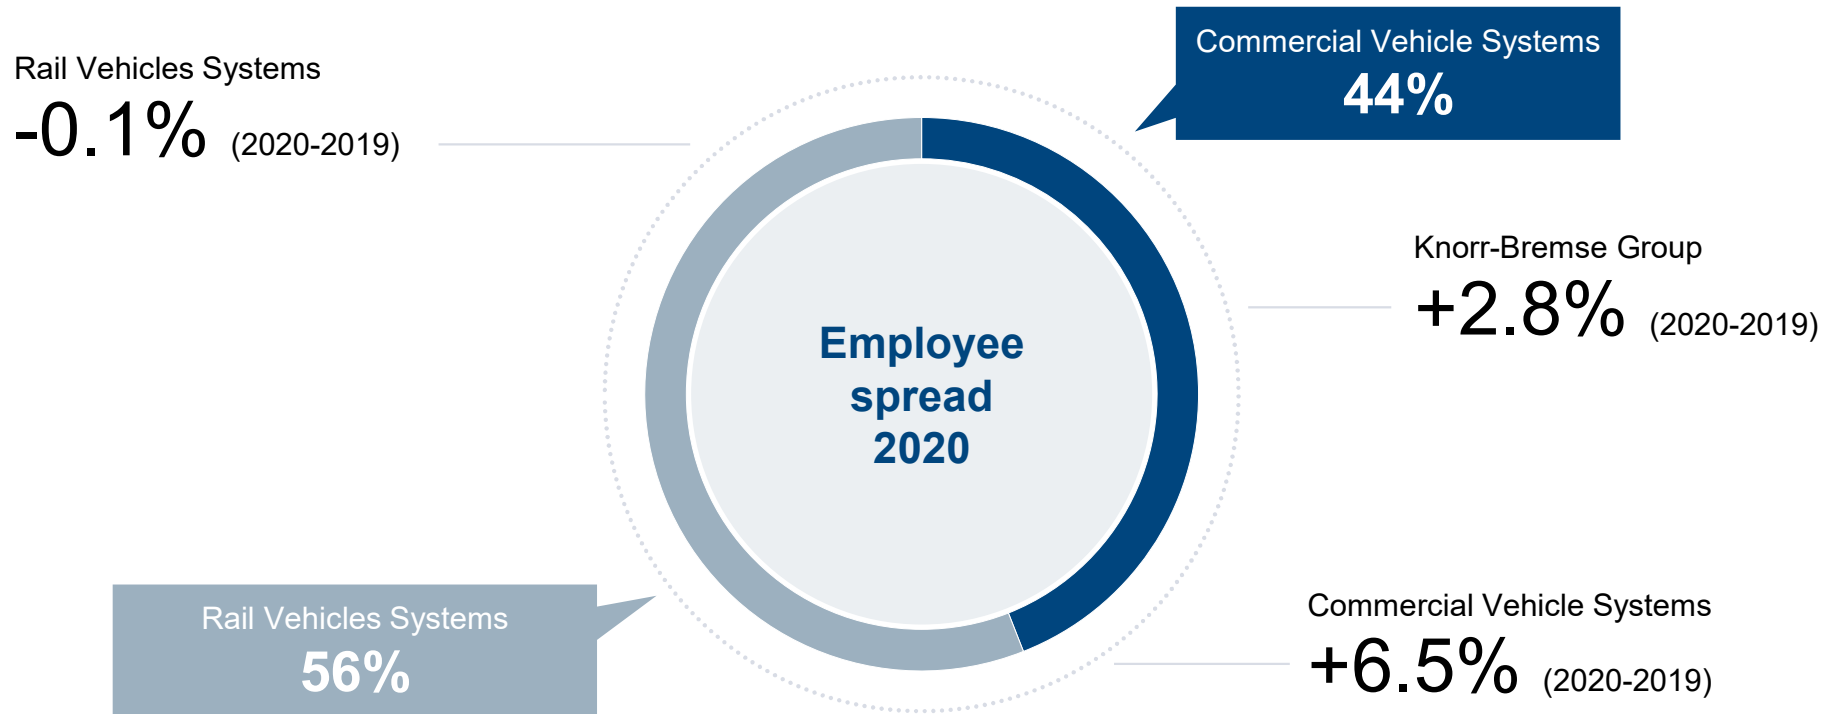 Commercial Vehicle Systems
44%
Rail Vehicles Systems
-0.1% (2020-2019)
Knorr-Bremse Group
+2.8% (2020-2019)
Employee
spread
2020
Rail Vehicles Systems
56%
Commercial Vehicle Systems
+6.5% (2020-2019)